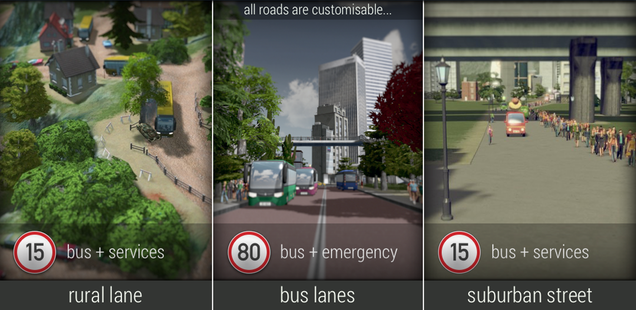 all roads are customisable...
15 bus + services
80 bus + emergency
15 bus + services
rural lane
bus lanes
suburban street